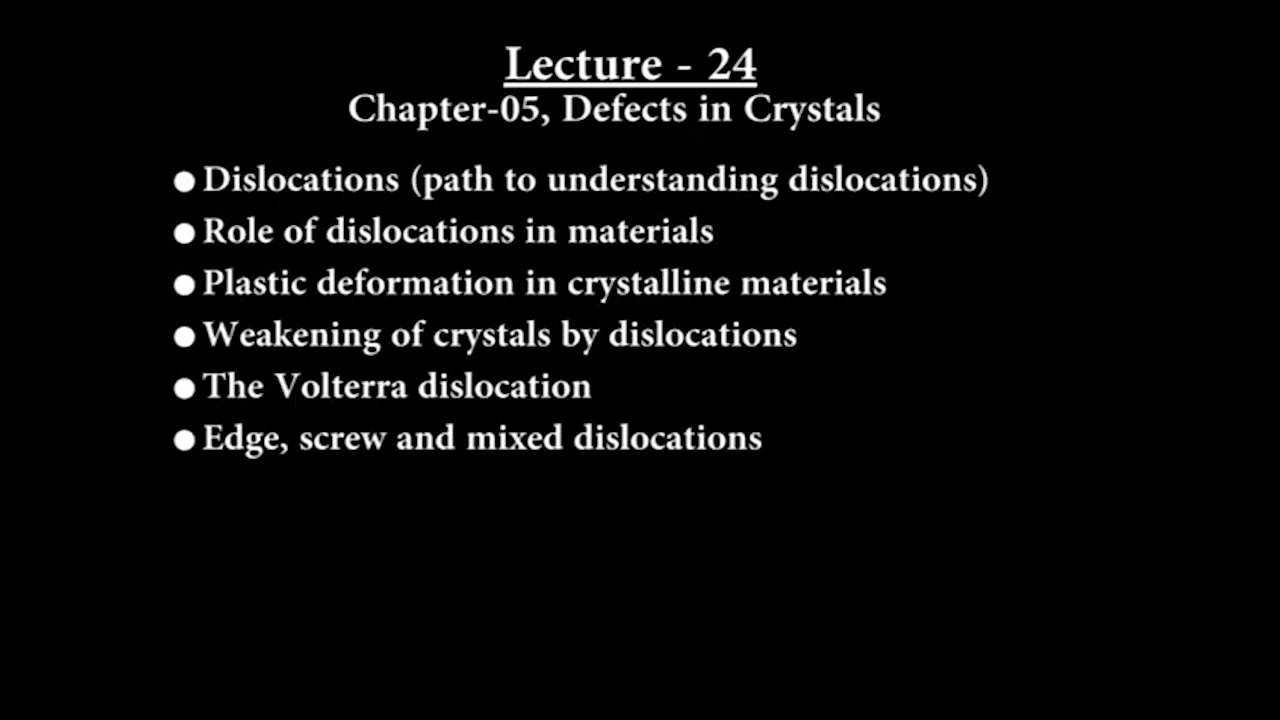 Lecture - 24
Chapter-05, Defects in Crystals
● Dislocations (path to understanding dislocations)
● Role of dislocations in materials
● Plastic deformation in crystalline materials
● Weakening of crystals by dislocations
● The Volterra dislocation
● Edge, screw and mixed dislocations